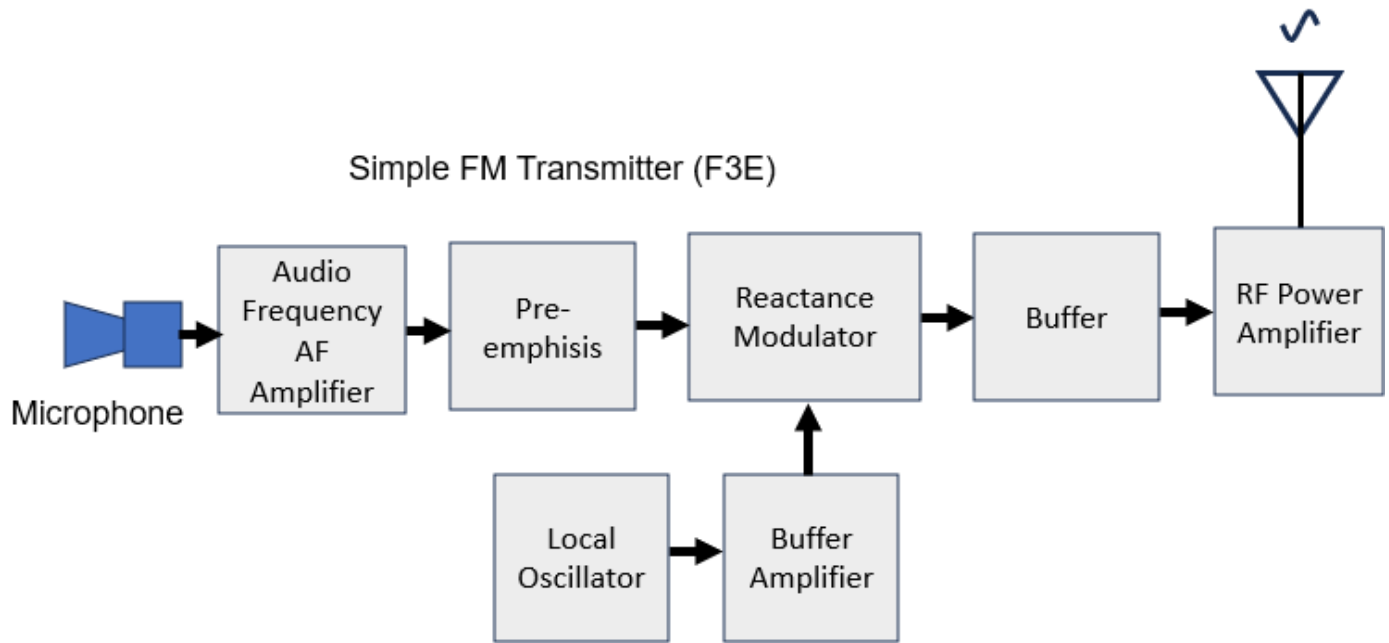 Simple FM Transmitter (F3E)
Microphone
Audio
Frequency
AF
Amplifier
Pre-
emphisis
Reactance
Modulator
Buffer
RF Power
Amplifier
Local
Oscillator
Buffer
Amplifier